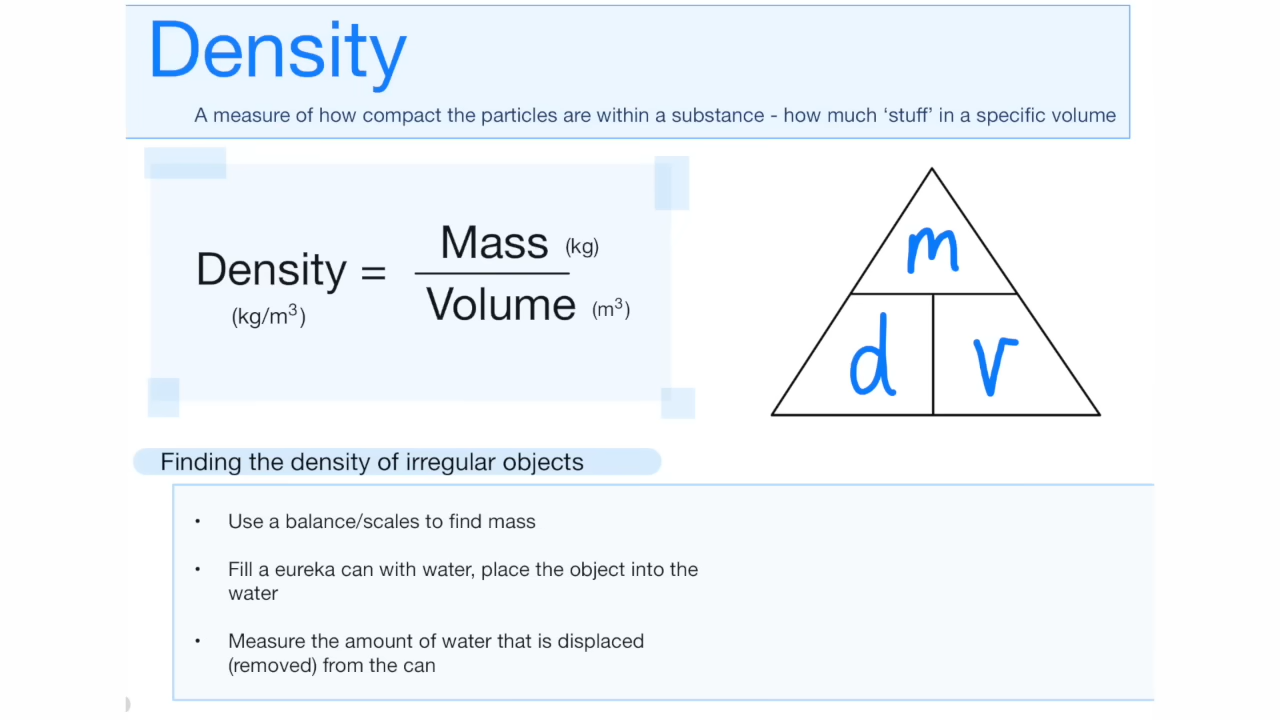 Density
A measure of how compact the particles are within a substance - how much ‘stuff’ in a specific volume
Density = Mass (kg)
(kg/m³) Volume (m³)
m
d v
Finding the density of irregular objects
• Use a balance/scales to find mass
• Fill a eureka can with water, place the object into the
water
• Measure the amount of water that is displaced
(removed) from the can